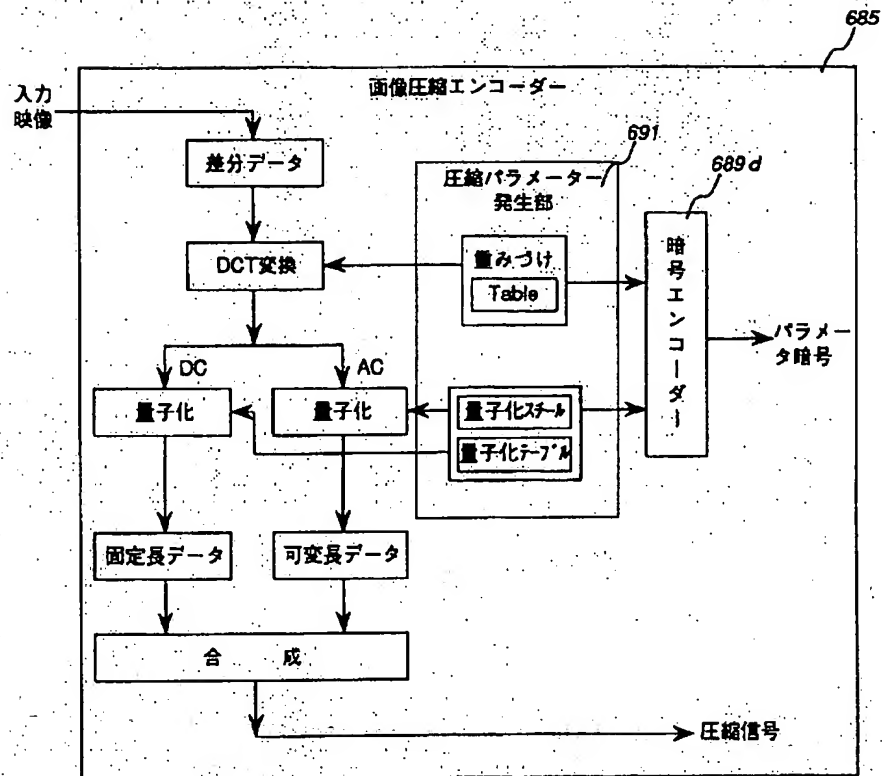 685
画像圧縮エンコーダー
入力
映像
差分データ
691
圧縮パラメーター
発生部
689d
DCT変換
重みづけ
Table
暗号エンコーダー
パラメー
タ暗号
DC
AC
量子化
量子化
量子化スチール
量子化テーブル
固定長データ
可変長データ
合成
圧縮信号